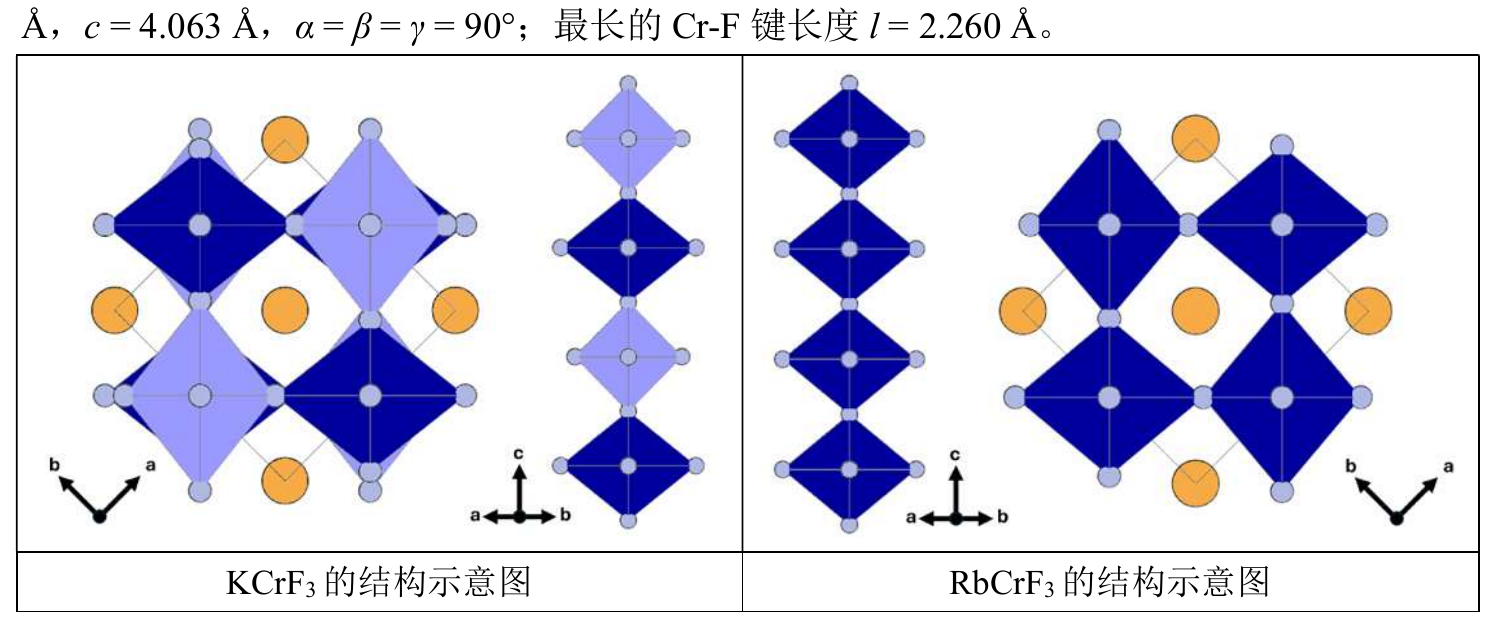 Å，c = 4.063 Å，α = β = γ = 90°；最长的 Cr-F 键长度 l = 2.260 Å。
b
a
c
a
b
c
a
b
b
a
KCrF₃ 的结构示意图
RbCrF₃ 的结构示意图